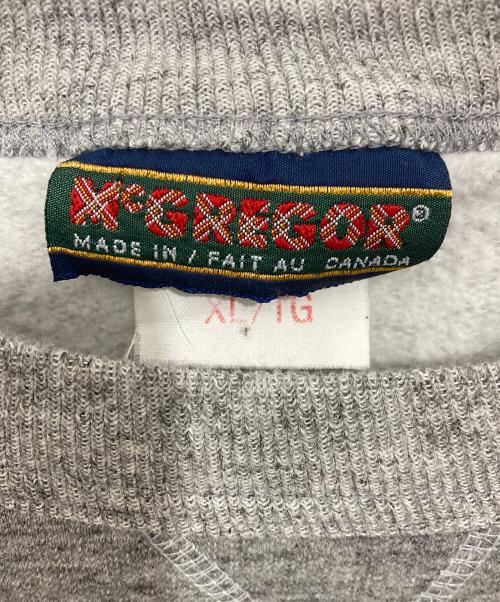 McGREGOR®
MADE IN / FAIT AU CANADA
XL/TG